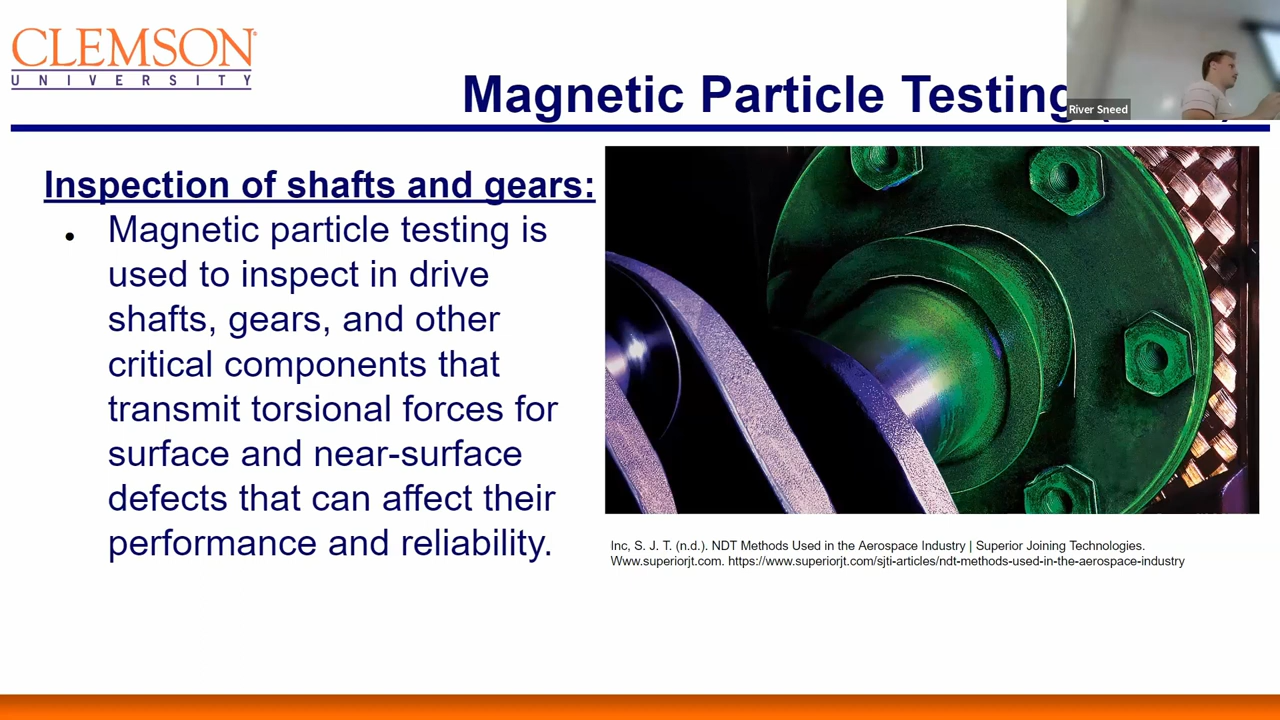 CLEMSON
UNIVERSITY
Magnetic Particle Testing
River Sneed
Inspection of shafts and gears:
• Magnetic particle testing is
used to inspect in drive
shafts, gears, and other
critical components that
transmit torsional forces for
surface and near-surface
defects that can affect their
performance and reliability.
Inc, S. J. T. (n.d.). NDT Methods Used in the Aerospace Industry | Superior Joining Technologies.
Www.superiorjt.com. https://www.superiorjt.com/sjti-articles/ndt-methods-used-in-the-aerospace-industry